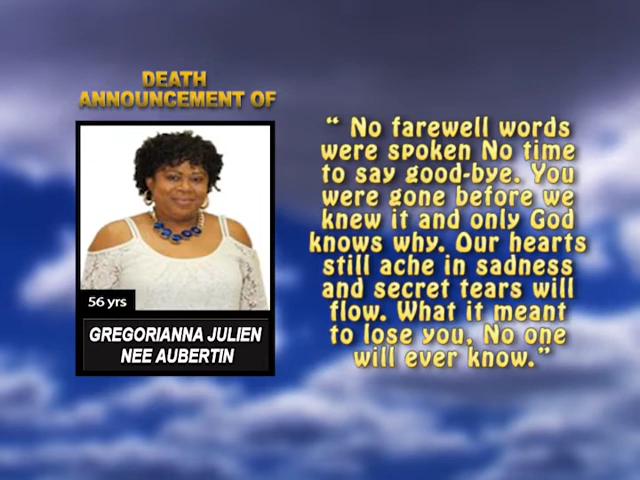 DEATH
ANNOUNCEMENT OF
56 yrs
GREGORIANNA JULIEN
NEE AUBERTIN
“ No farewell words
were spoken No time
to say good-bye. You
were gone before we
knew it and only God
knows why. Our hearts
still ache in sadness
and secret tears will
flow. What it meant
to lose you, No one
will ever know.”